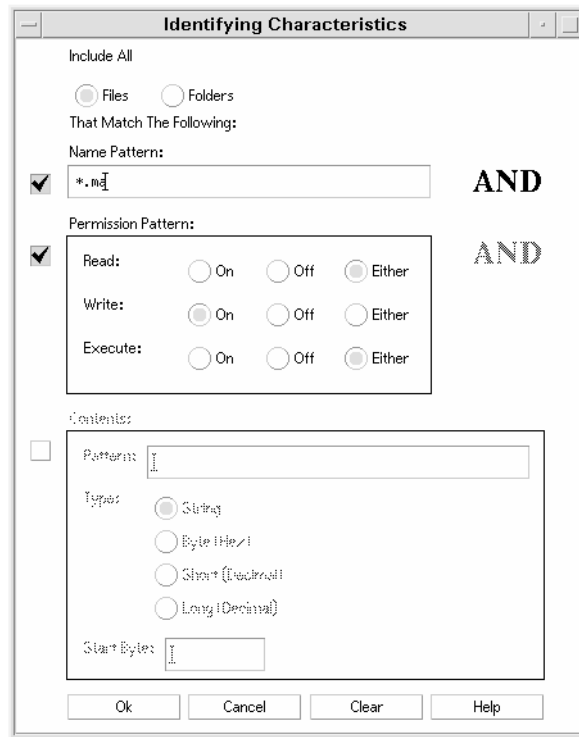 Identifying Characteristics
Include All
Files Folders
That Match The Following:
Name Pattern:
*.ma AND
Permission Pattern:
AND
Read: On Off Either
Write: On Off Either
Execute: On Off Either
Contents:
Pattern:
Type: String
Byte (Hex)
Short (Decimal)
Long (Decimal)
Start Byte:
Ok Cancel Clear Help